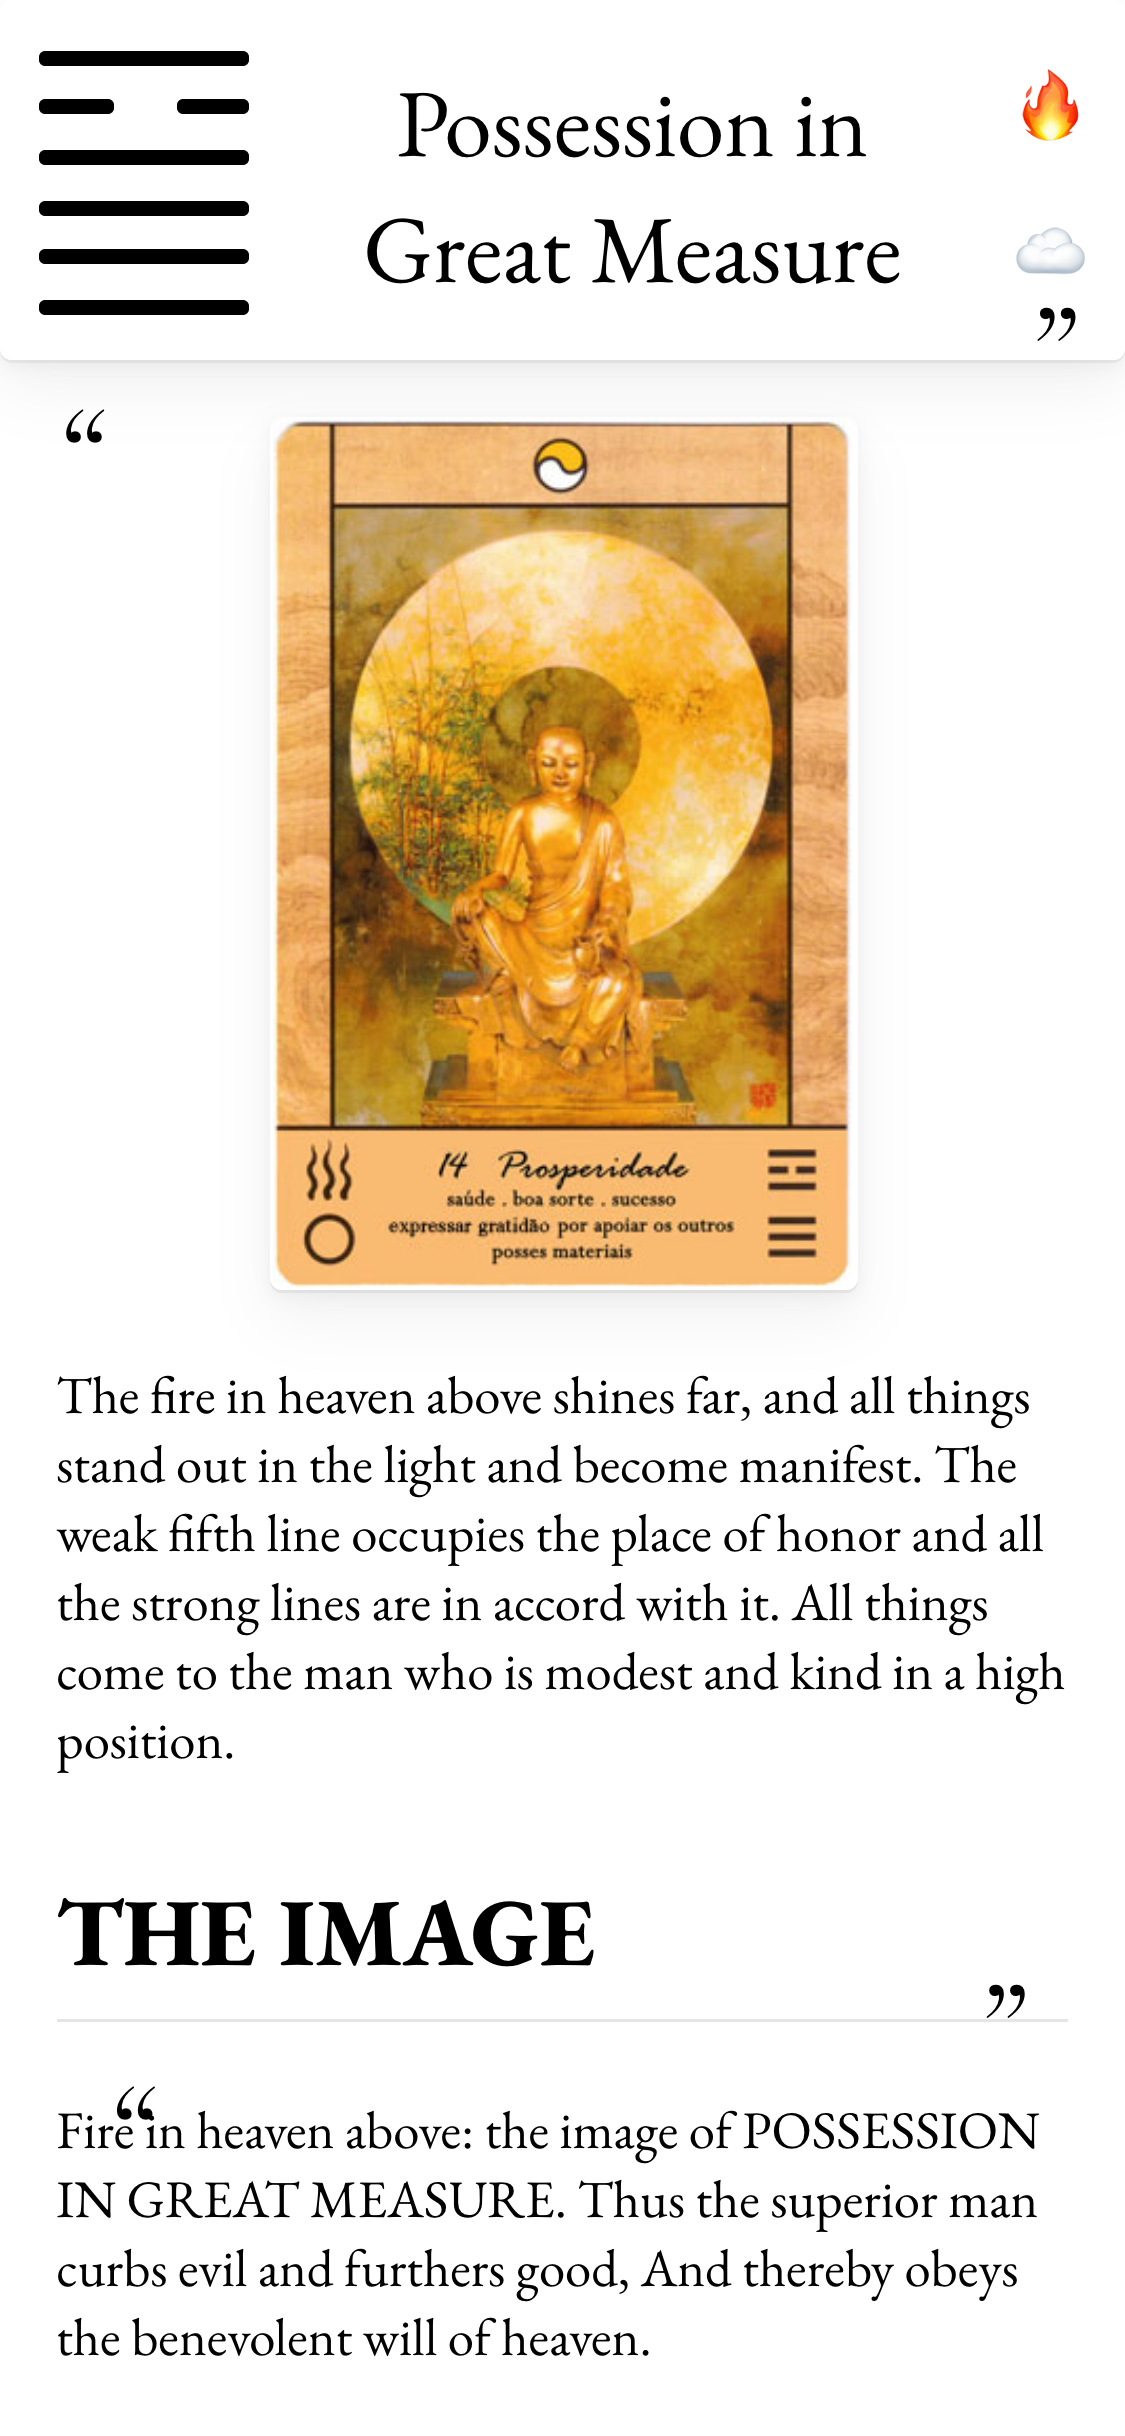 Possession in
Great Measure
”
“
14 Prosperidade
saúde . boa sorte . sucesso
expressar gratidão por apoiar os outros
posses materiais
The fire in heaven above shines far, and all things
stand out in the light and become manifest. The
weak fifth line occupies the place of honor and all
the strong lines are in accord with it. All things
come to the man who is modest and kind in a high
position.
THE IMAGE
”
“
Fire in heaven above: the image of POSSESSION
IN GREAT MEASURE. Thus the superior man
curbs evil and furthers good, And thereby obeys
the benevolent will of heaven.